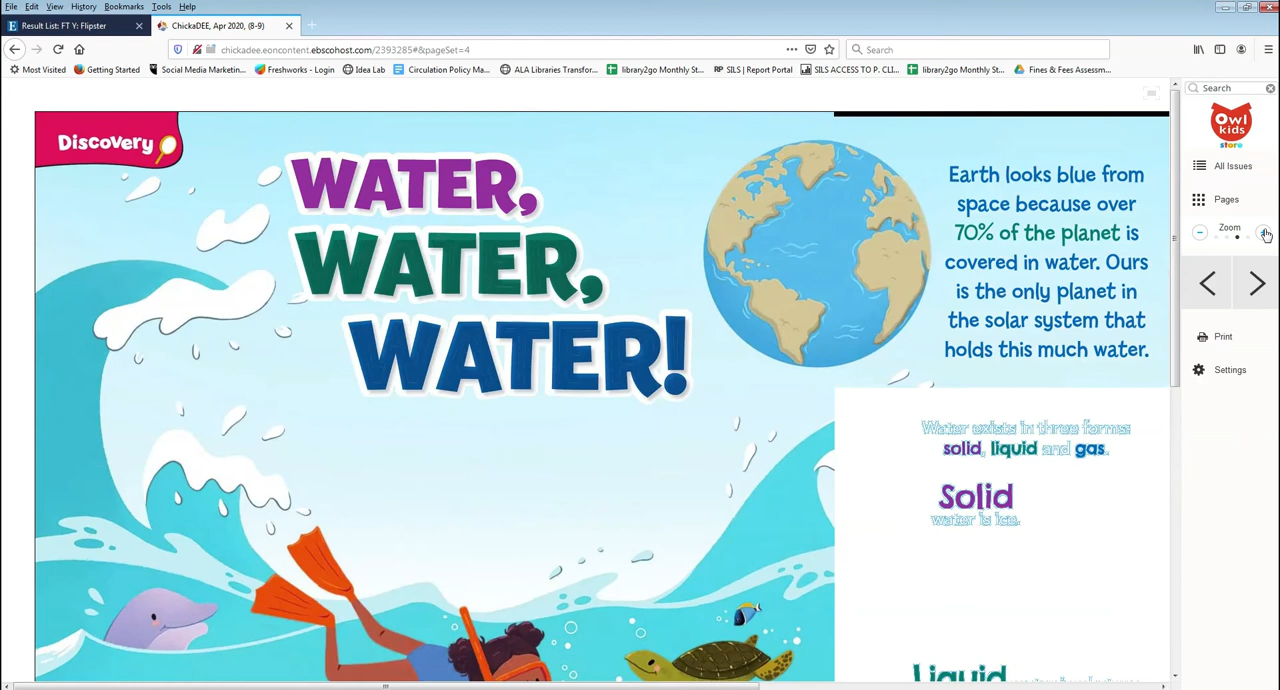 File Edit View History Bookmarks Tools Help
Result List: FT Y: Flipster
ChickaDEE, Apr 2020, (8-9)
chickadee.eoncontent.ebscohost.com/2393285#&pageSet=4
Search
Most Visited Getting Started Social Media Marketin... Freshworks - Login Idea Lab Circulation Policy Ma... ALA Libraries Transfor... library2go Monthly St... RP SILS | Report Portal SILS ACCESS TO P. CLI... library2go Monthly St... Fines & Fees Assessm...
Discovery
WATER,
WATER,
WATER!
Earth looks blue from
space because over
70% of the planet is
covered in water. Ours
is the only planet in
the solar system that
holds this much water.
Water exists in three forms:
solid, liquid and gas.
Solid
water is ice.
Liquid
Search
Owl
kids
store
All Issues
Pages
Zoom
Print
Settings